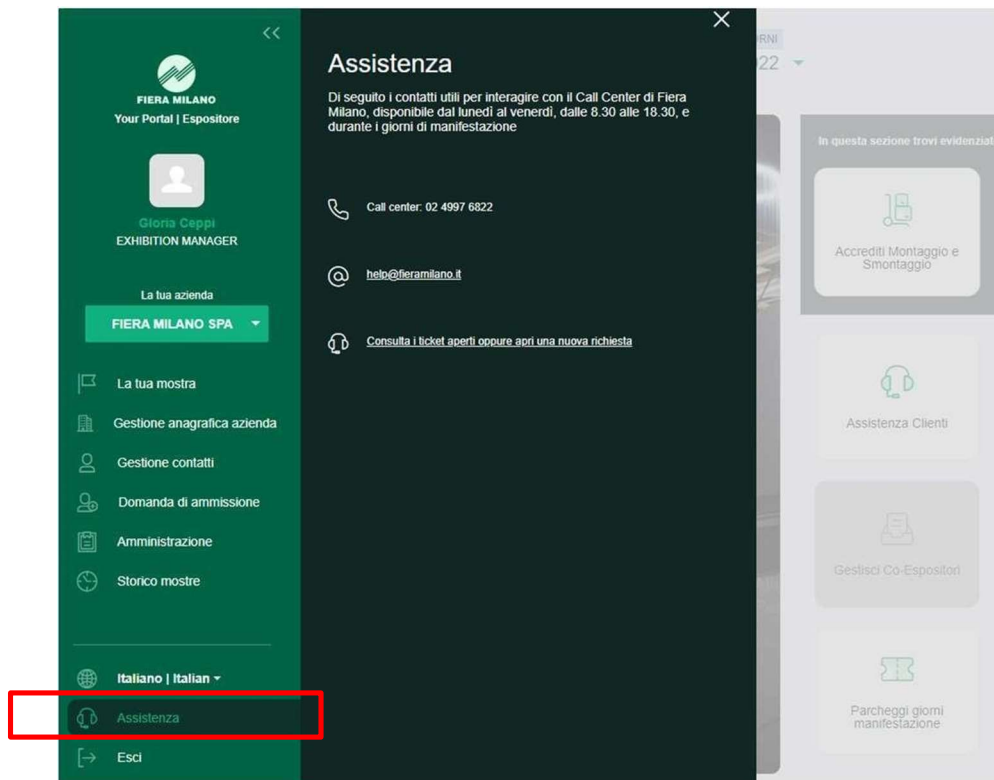 <<
FIERA MILANO
Your Portal | Espositore
Gloria Ceppi
EXHIBITION MANAGER
La tua azienda
FIERA MILANO SPA
La tua mostra
Gestione anagrafica azienda
Gestione contatti
Domanda di ammissione
Amministrazione
Storico mostre
Italiano | Italian
Assistenza
Esci
Assistenza
Di seguito i contatti utili per interagire con il Call Center di Fiera
Milano, disponibile dal lunedì al venerdì, dalle 8.30 alle 18.30, e
durante i giorni di manifestazione
Call center: 02 4997 6822
help@fieramilano.it
Consulta i ticket aperti oppure apri una nuova richiesta
22
In questa sezione trovi evidenziat
Accrediti Montaggio e
Smontaggio
Assistenza Clienti
Gestisci Co-Espositori
Parcheggi giorni
manifestazione